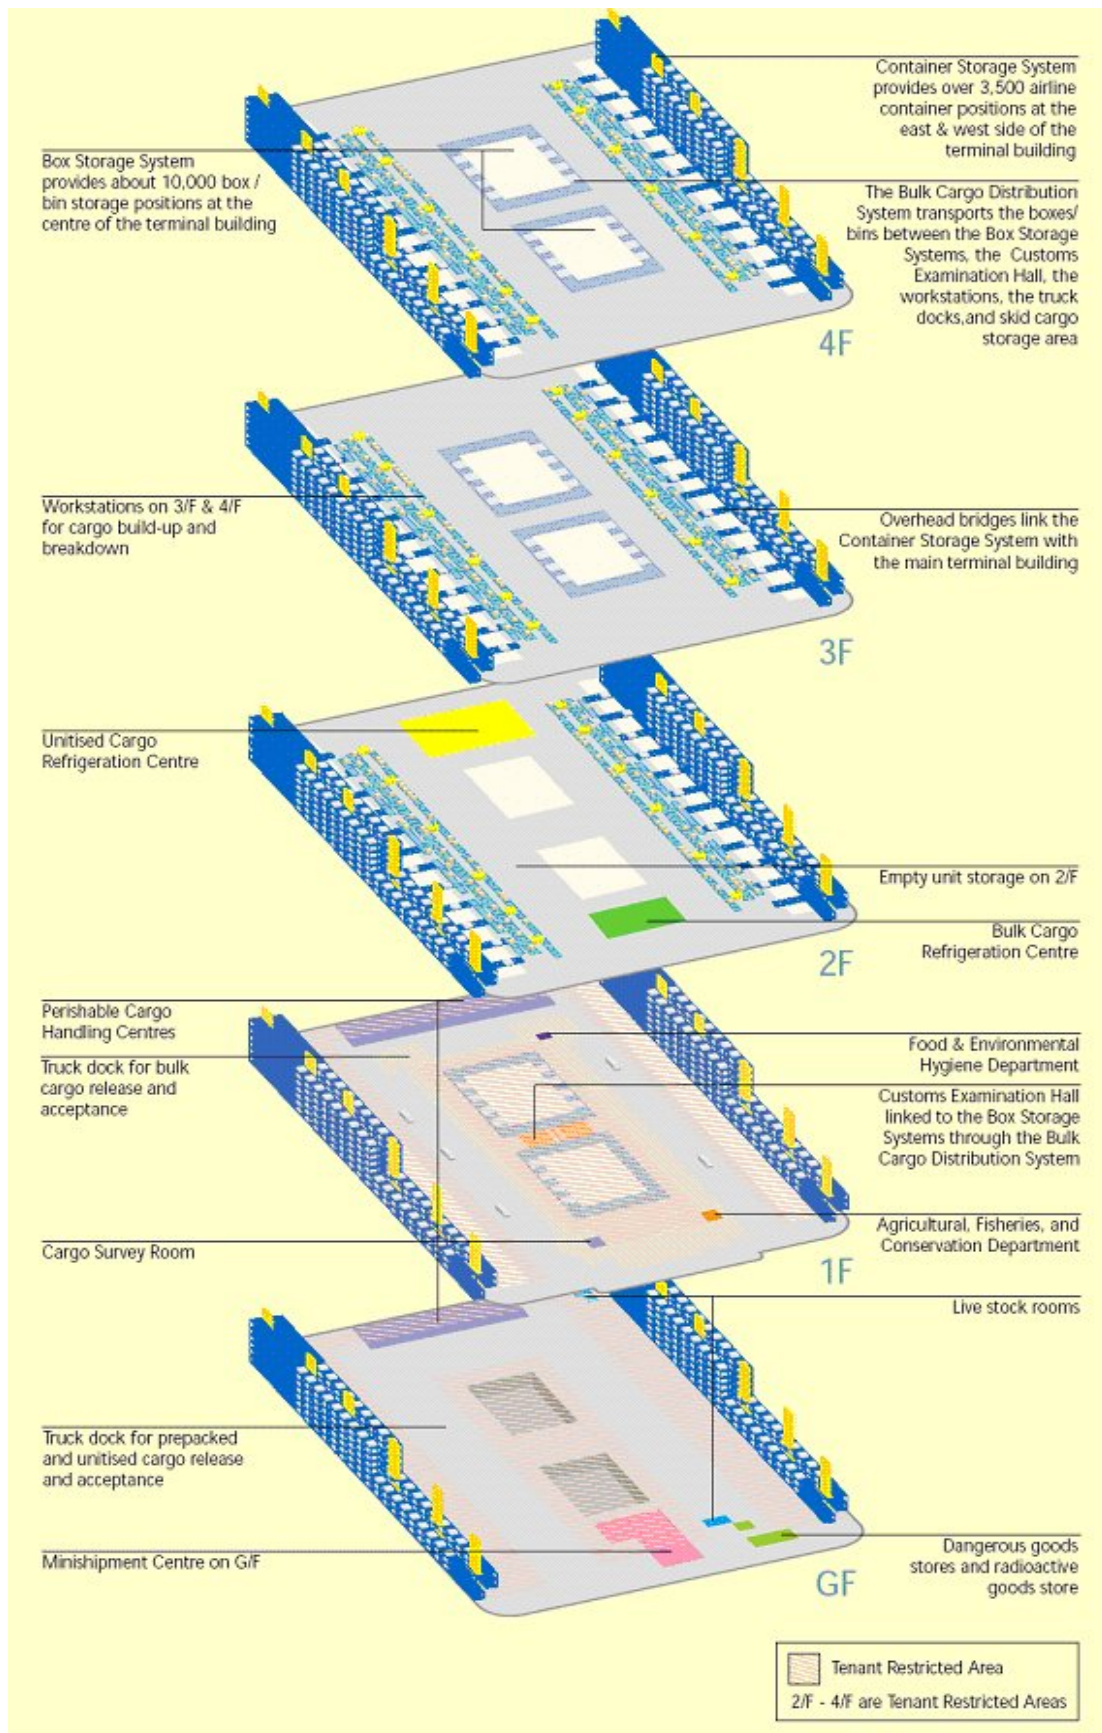 Container Storage System
provides over 3,500 airline
container positions at the
east & west side of the
terminal building
Box Storage System
provides about 10,000 box /
bin storage positions at the
centre of the terminal building
The Bulk Cargo Distribution
System transports the boxes/
bins between the Box Storage
Systems, the Customs
Examination Hall, the
workstations, the truck
docks,and skid cargo
storage area
4F
Workstations on 3/F & 4/F
for cargo build-up and
breakdown
Overhead bridges link the
Container Storage System with
the main terminal building
3F
Unitised Cargo
Refrigeration Centre
Empty unit storage on 2/F
Bulk Cargo
Refrigeration Centre
2F
Perishable Cargo
Handling Centres
Truck dock for bulk
cargo release and
acceptance
Food & Environmental
Hygiene Department
Customs Examination Hall
linked to the Box Storage
Systems through the Bulk
Cargo Distribution System
Cargo Survey Room
Agricultural, Fisheries, and
Conservation Department
1F
Live stock rooms
Truck dock for prepacked
and unitised cargo release
and acceptance
Minishipment Centre on G/F
Dangerous goods
stores and radioactive
goods store
GF
Tenant Restricted Area
2/F - 4/F are Tenant Restricted Areas